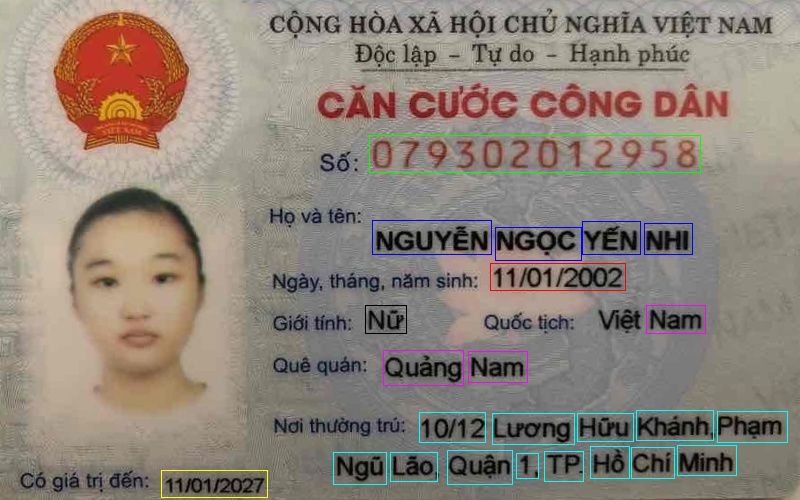 CỘNG HÒA XÃ HỘI CHỦ NGHĨA VIỆT NAM
Độc lập - Tự do - Hạnh phúc
CĂN CƯỚC CÔNG DÂN
Số: 079302012958
Họ và tên: NGUYỄN NGỌC YẾN NHI
Ngày, tháng, năm sinh: 11/01/2002
Giới tính: Nữ Quốc tịch: Việt Nam
Quê quán: Quảng Nam
Nơi thường trú: 10/12 Lương Hữu Khánh, Phạm
Ngũ Lão, Quận 1, TP. Hồ Chí Minh
Có giá trị đến: 11/01/2027